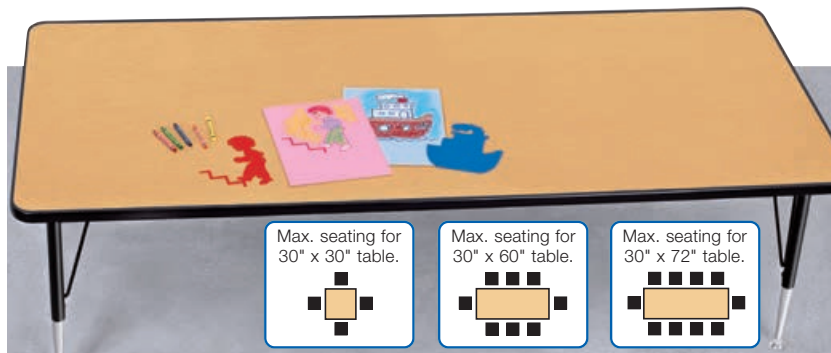 Max. seating for
30" x 30" table.
Max. seating for
30" x 60" table.
Max. seating for
30" x 72" table.